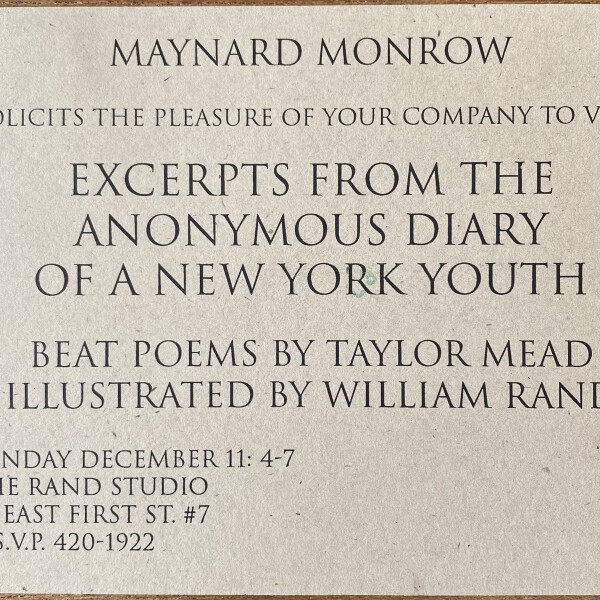 MAYNARD MONROW
OLICITS THE PLEASURE OF YOUR COMPANY TO V
EXCERPTS FROM THE
ANONYMOUS DIARY
OF A NEW YORK YOUTH
BEAT POEMS BY TAYLOR MEAD
ILLUSTRATED BY WILLIAM RAND
NDAY DECEMBER 11: 4-7
HE RAND STUDIO
EAST FIRST ST. #7
S.V.P. 420-1922